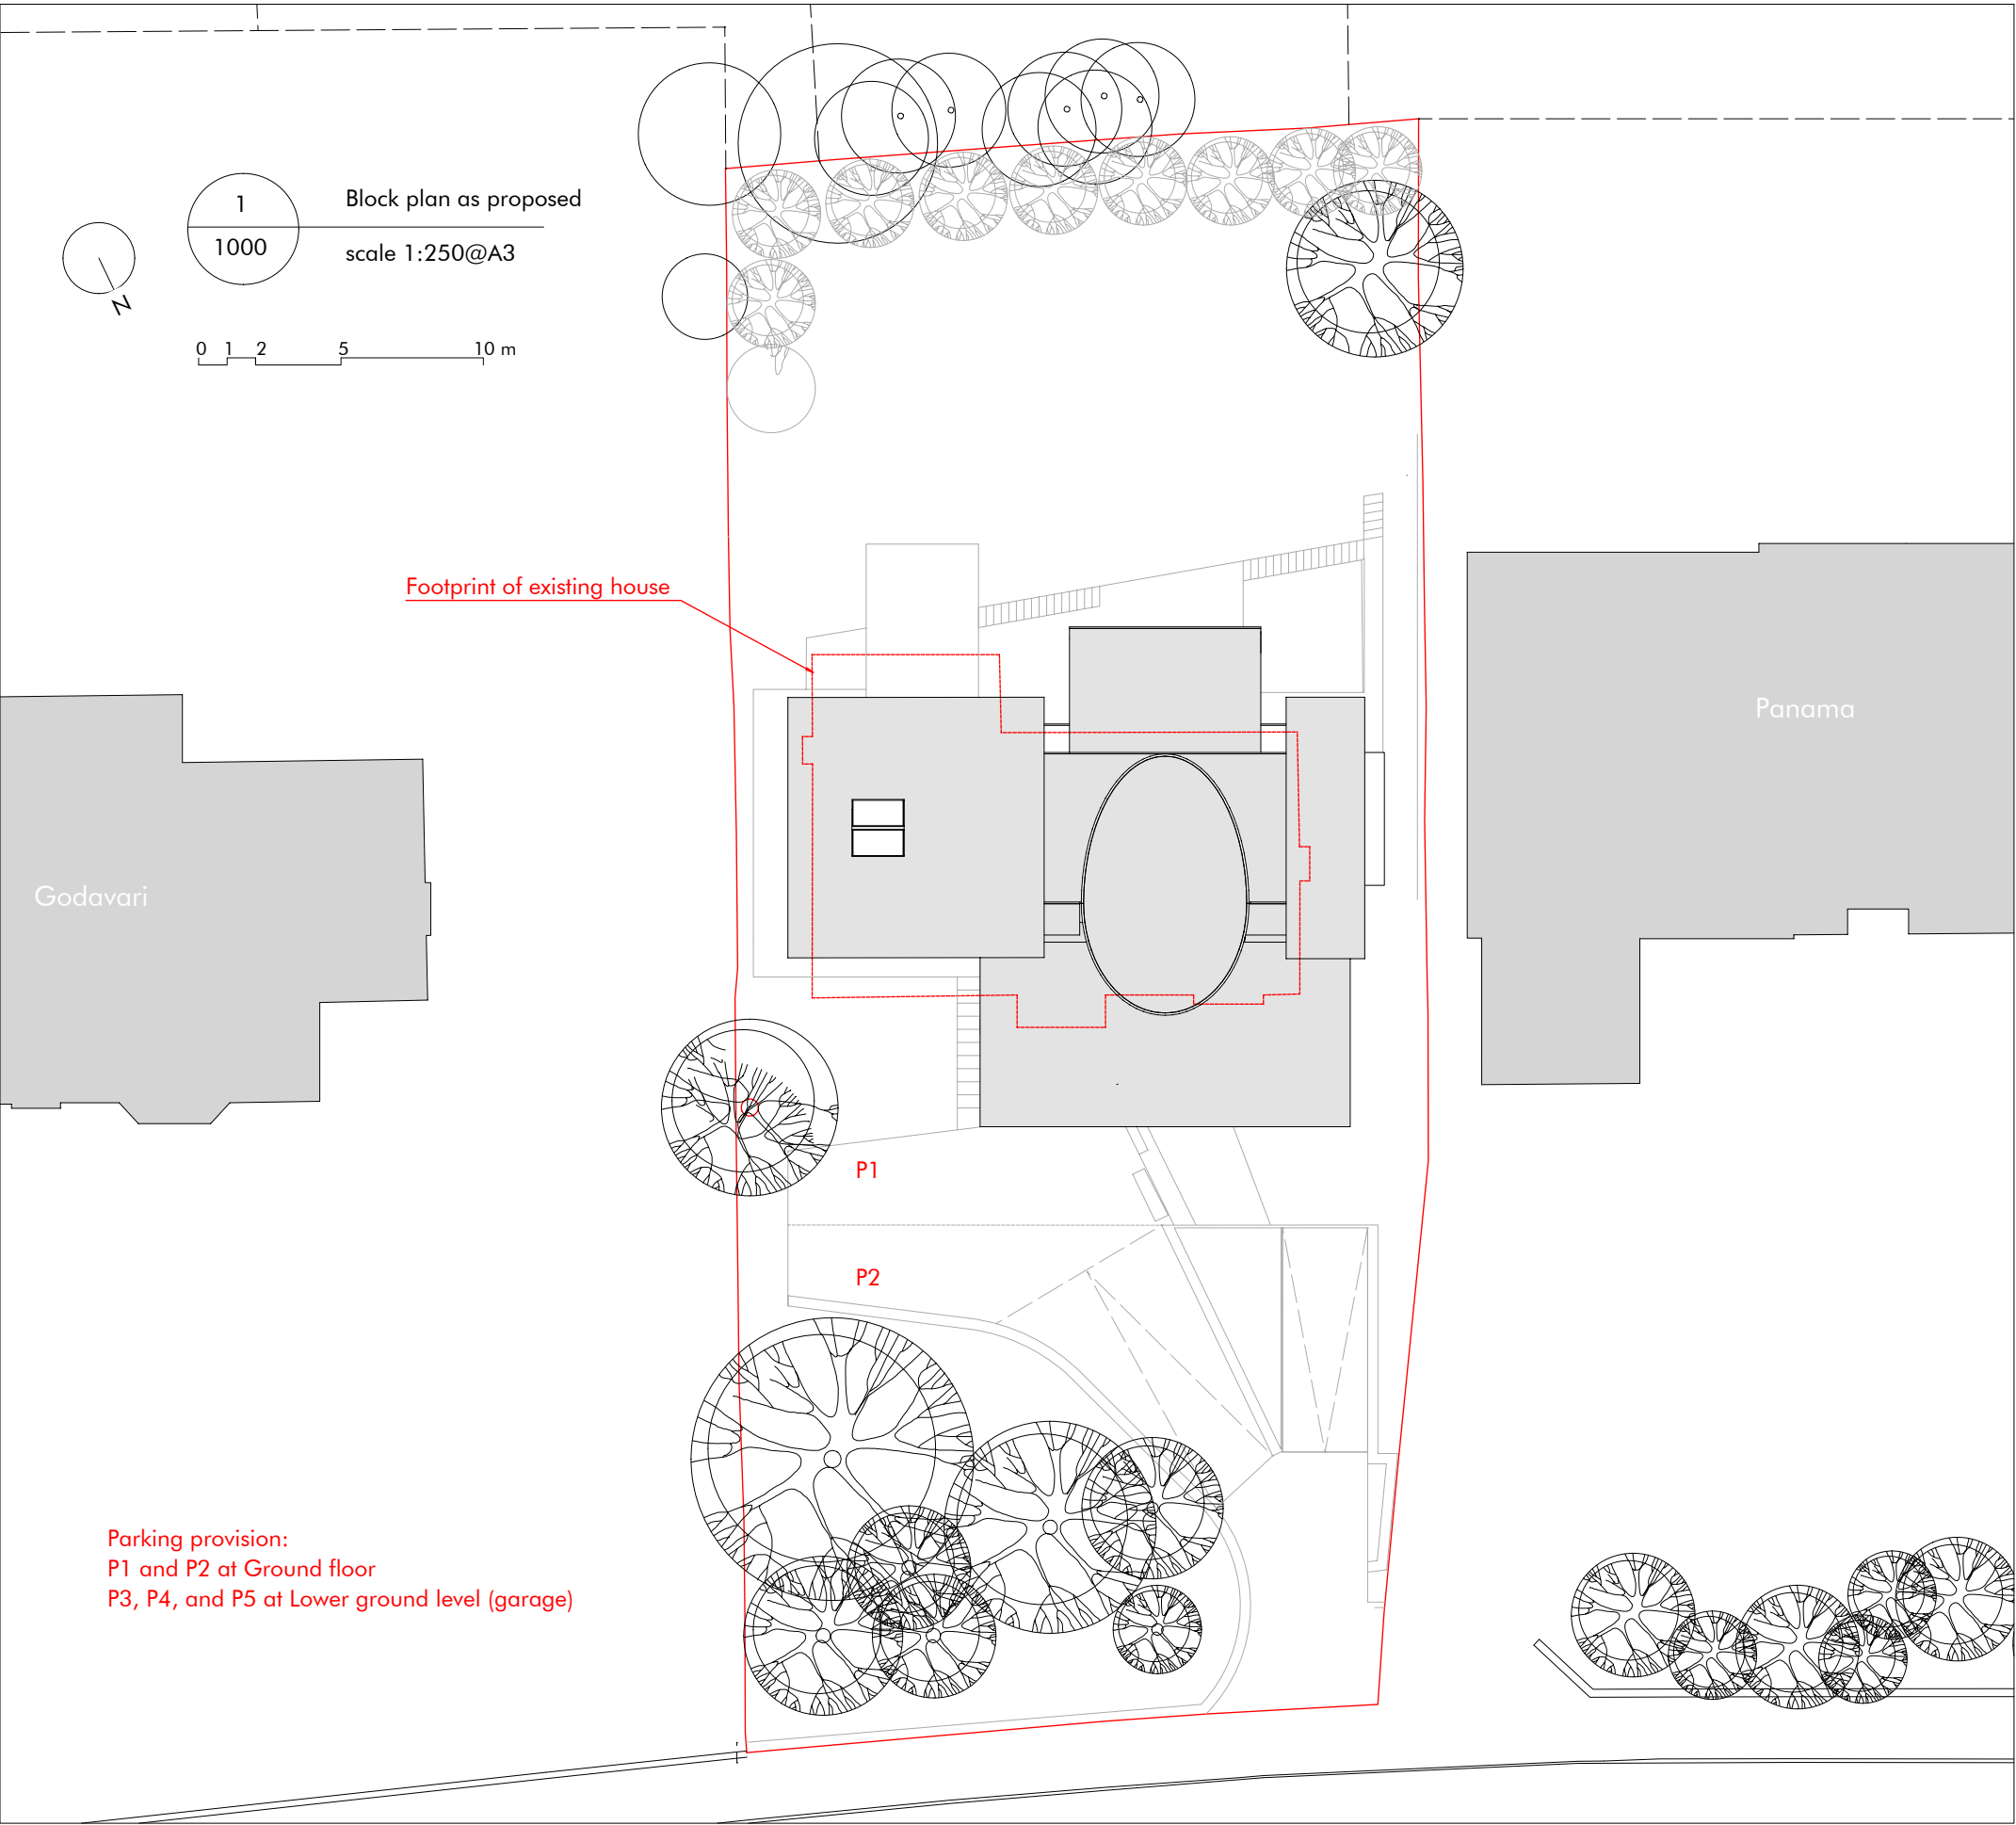 1
1000
Block plan as proposed
scale 1:250@A3
N
0 1 2 5 10 m
Footprint of existing house
Panama
Godavari
P1
P2
Parking provision:
P1 and P2 at Ground floor
P3, P4, and P5 at Lower ground level (garage)